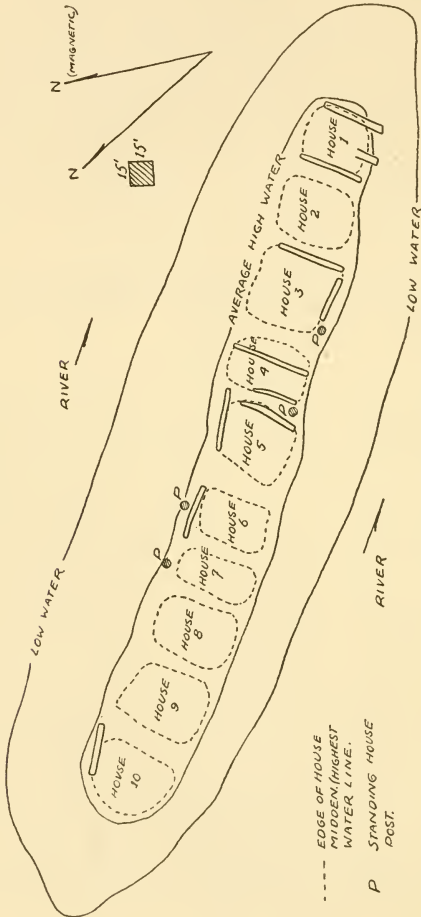 N
(MAGNETIC)
N
15'
15'
RIVER
LOW WATER
AVERAGE HIGH WATER
HOUSE
1
HOUSE
2
HOUSE
3
P
HOUSE
4
P
HOUSE
5
P
HOUSE
6
P
HOUSE
7
HOUSE
8
HOUSE
9
HOUSE
10
LOW WATER
RIVER
---- EDGE OF HOUSE
MIDDEN.(HIGHEST
WATER LINE.
P STANDING HOUSE
POST.